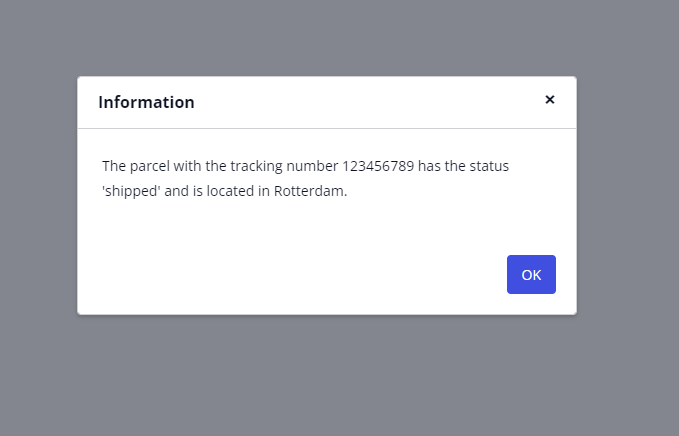 Information
×
The parcel with the tracking number 123456789 has the status
'shipped' and is located in Rotterdam.
OK